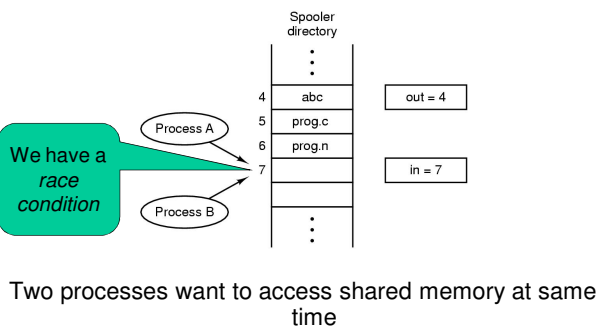 Spooler
directory
4 abc out = 4
Process A 5 prog.c
6 prog.n
We have a
race
condition
7 in = 7
Process B
Two processes want to access shared memory at same
time